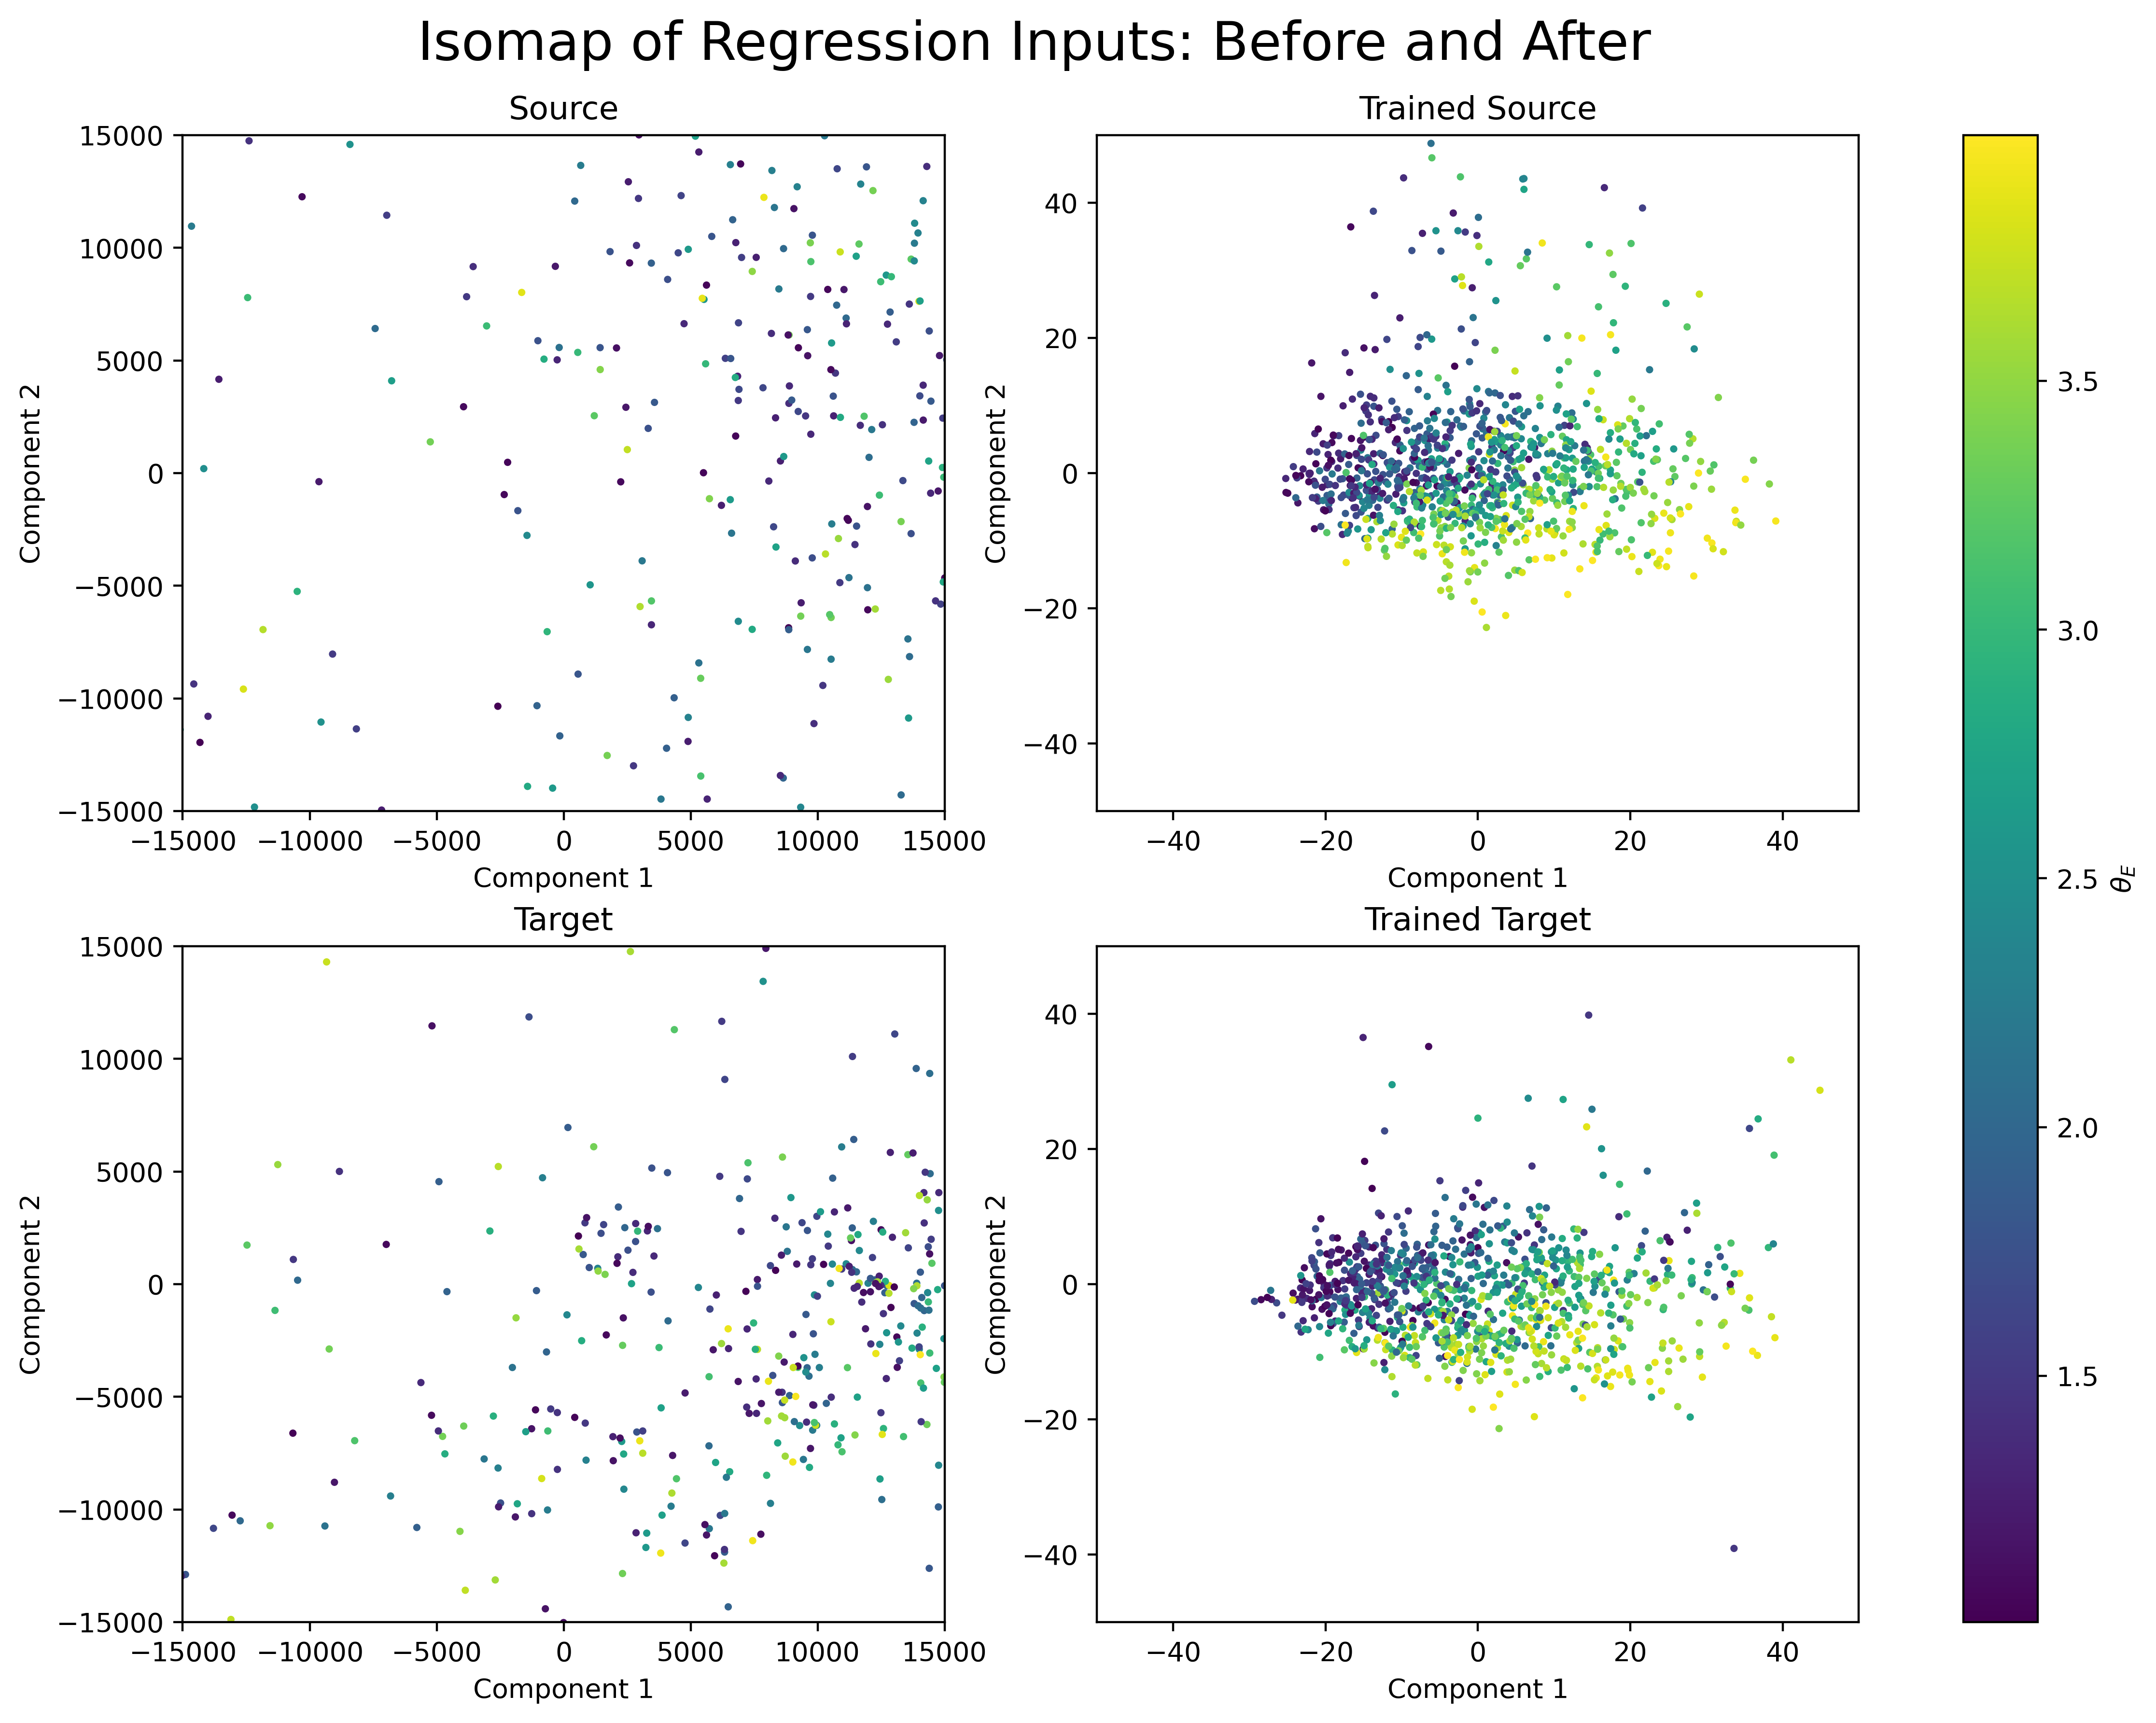 Isomap of Regression Inputs: Before and After
Source
Component 2
15000
10000
5000
0
−5000
−10000
−15000
−15000 −10000 −5000 0 5000 10000 15000
Component 1
Trained Source
Component 2
40
20
0
−20
−40
−40 −20 0 20 40
Component 1
Target
Component 2
15000
10000
5000
0
−5000
−10000
−15000
−15000 −10000 −5000 0 5000 10000 15000
Component 1
Trained Target
Component 2
40
20
0
−20
−40
−40 −20 0 20 40
Component 1
3.5
3.0
2.5
2.0
1.5
θE